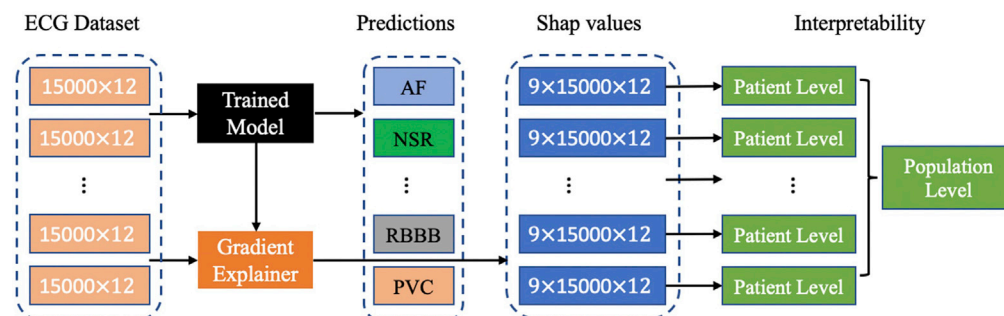 ECG Dataset
Predictions
Shap values
Interpretability
15000×12
15000×12
⋮
15000×12
15000×12
Trained
Model
Gradient
Explainer
AF
NSR
⋮
RBBB
PVC
9×15000×12
9×15000×12
⋮
9×15000×12
9×15000×12
Patient Level
Patient Level
⋮
Patient Level
Patient Level
Population
Level